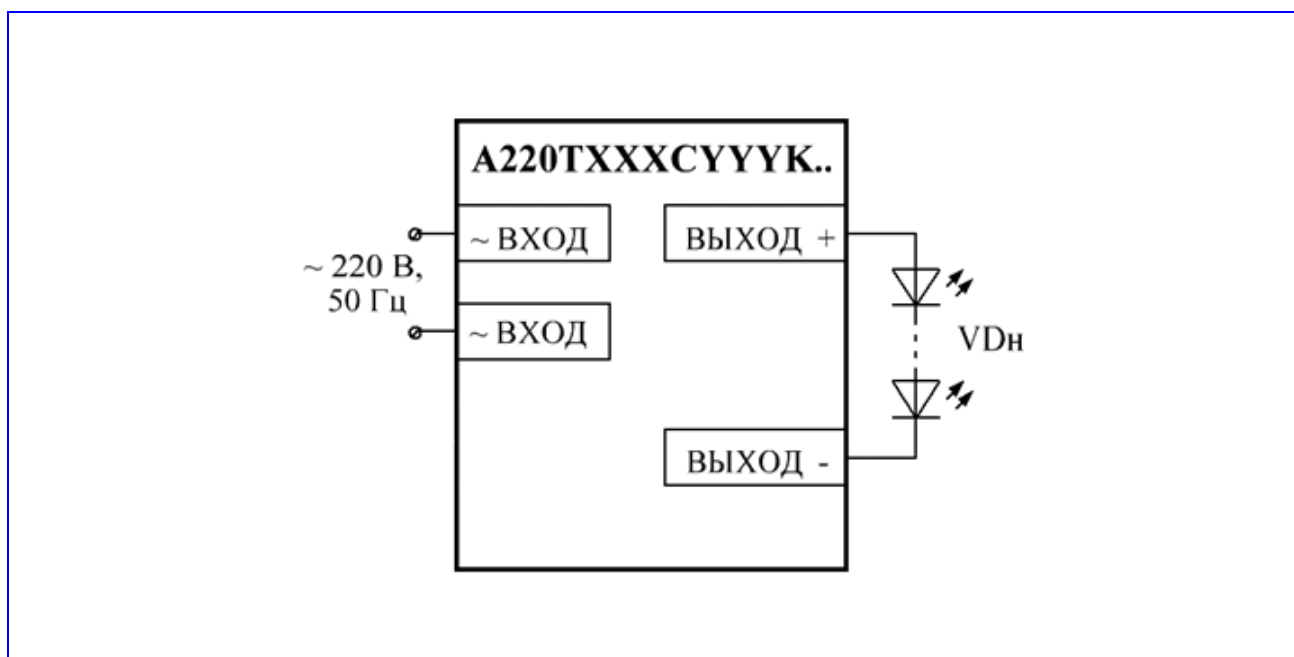 A220TXXXCYYYK..
~ ВХОД
ВЫХОД +
~ 220 В,
50 Гц
~ ВХОД
VDн
ВЫХОД -